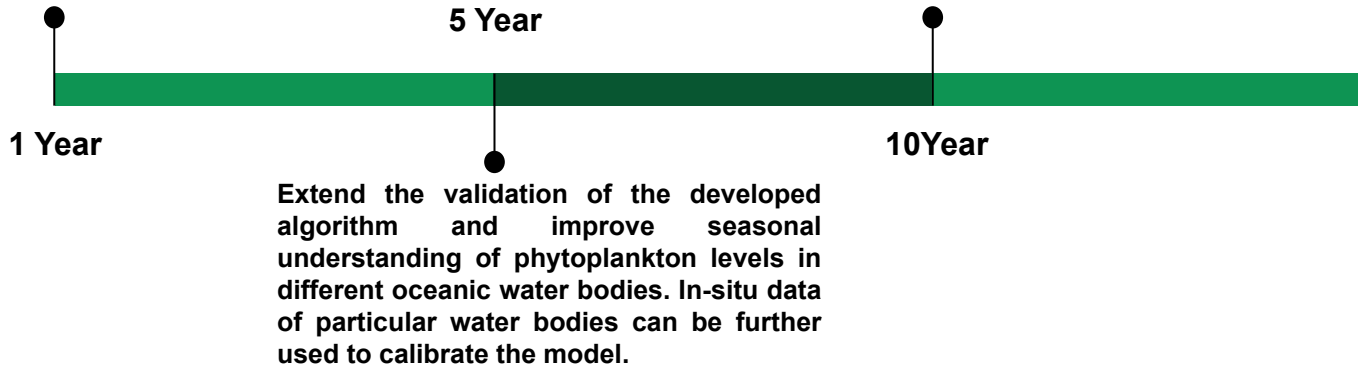 5 Year
1 Year
10Year
Extend the validation of the developed
algorithm and improve seasonal
understanding of phytoplankton levels in
different oceanic water bodies. In-situ data
of particular water bodies can be further
used to calibrate the model.